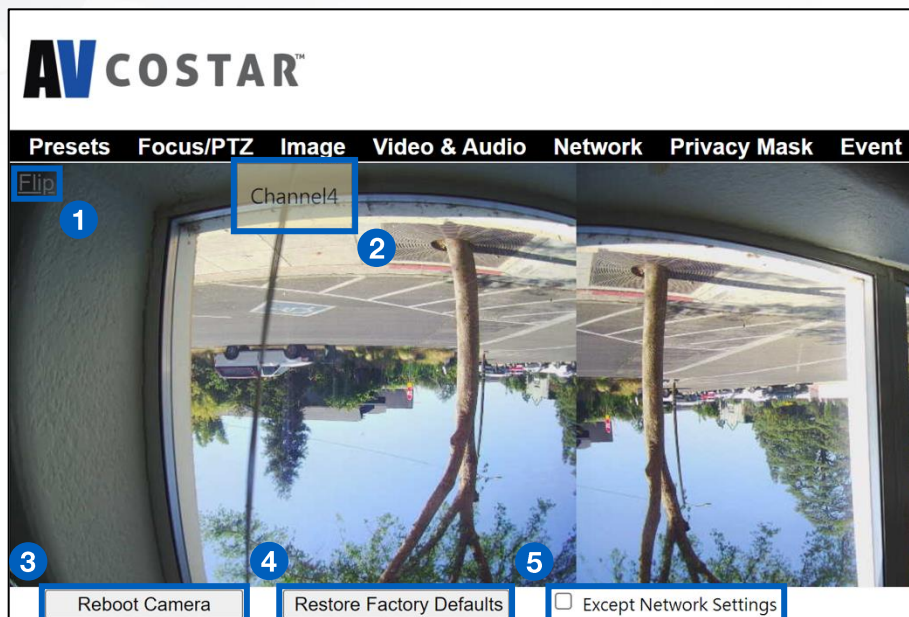 AV COSTAR™
Presets Focus/PTZ Image Video & Audio Network Privacy Mask Event
Flip
1
Channel4
2
3
4
5
Reboot Camera
Restore Factory Defaults
Except Network Settings